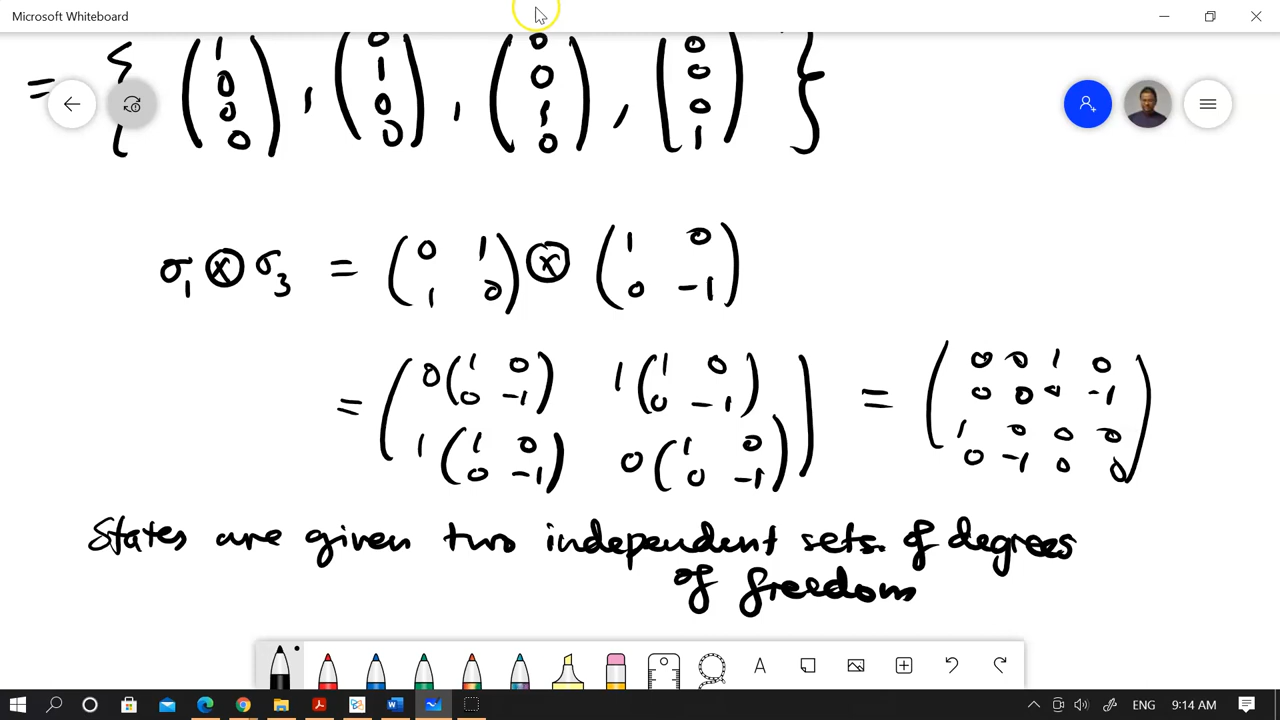 Microsoft Whiteboard
= { (1 0 0 0), (0 1 0 0), (0 0 1 0), (0 0 0 1) }
σ₁ ⊗ σ₃ = (0 1 / 1 0) ⊗ (1 0 / 0 -1)
= (0(1 0 / 0 -1) 1(1 0 / 0 -1) / 1(1 0 / 0 -1) 0(1 0 / 0 -1)) = (0 0 1 0 / 0 0 0 -1 / 1 0 0 0 / 0 -1 0 0)
States are given two independent sets. of degrees
of freedom
A
ENG 9:14 AM